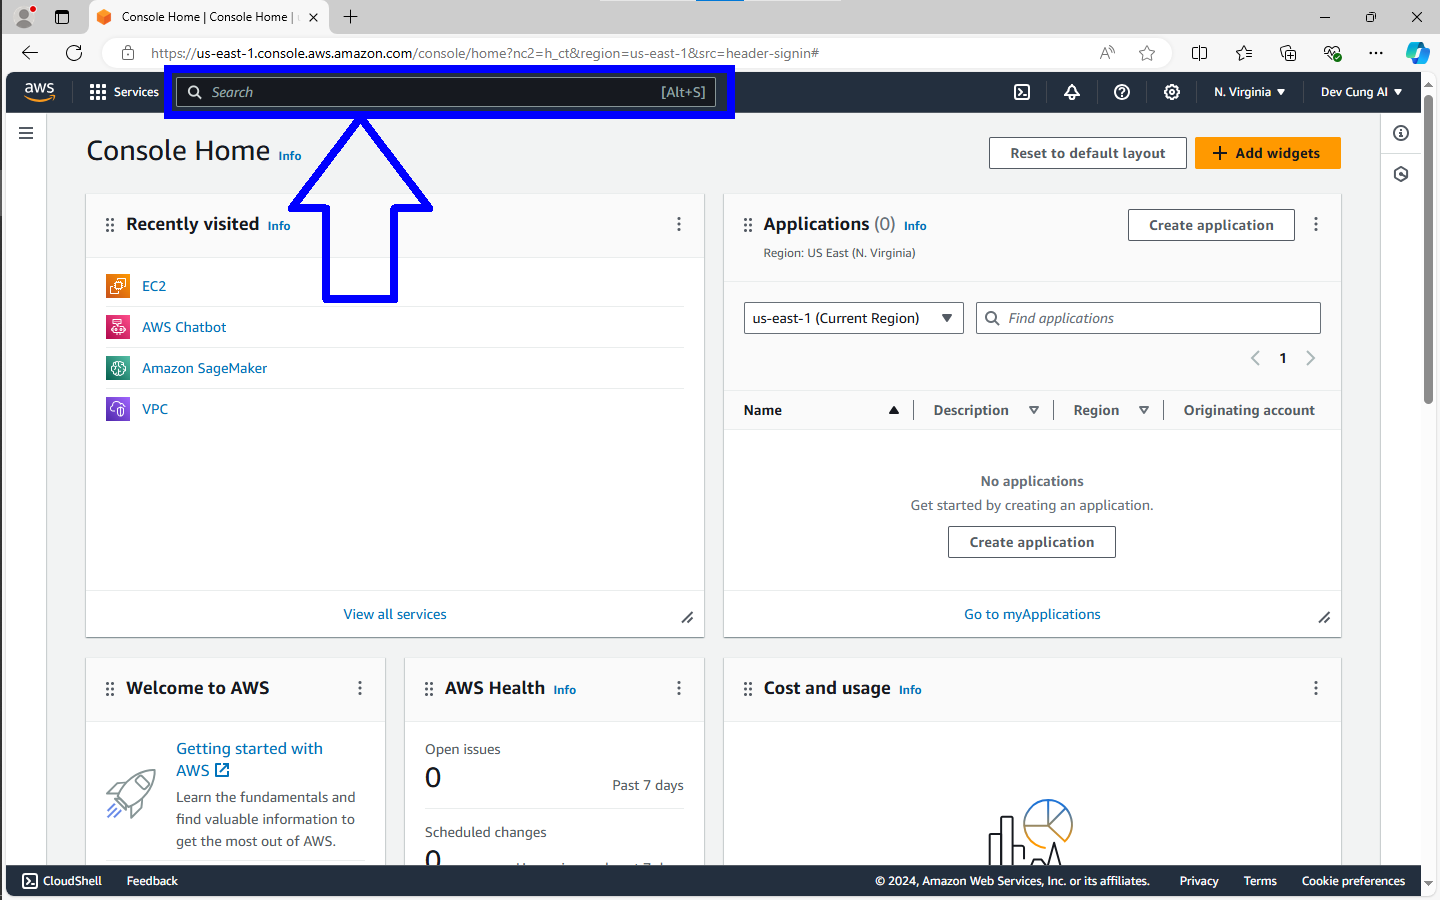 Console Home | Console Home |
https://us-east-1.console.aws.amazon.com/console/home?nc2=h_ct&region=us-east-1&src=header-signin#
aws
Services
Search
[Alt+S]
N. Virginia
Dev Cung AI
Console Home Info
Reset to default layout
Add widgets
Recently visited Info
EC2
AWS Chatbot
Amazon SageMaker
VPC
View all services
Applications (0) Info
Region: US East (N. Virginia)
Create application
us-east-1 (Current Region)
Find applications
1
Name
Description
Region
Originating account
No applications
Get started by creating an application.
Create application
Go to myApplications
Welcome to AWS
Getting started with
AWS
Learn the fundamentals and
find valuable information to
get the most out of AWS.
AWS Health Info
Open issues
0
Past 7 days
Scheduled changes
0
Cost and usage Info
CloudShell
Feedback
© 2024, Amazon Web Services, Inc. or its affiliates.
Privacy
Terms
Cookie preferences